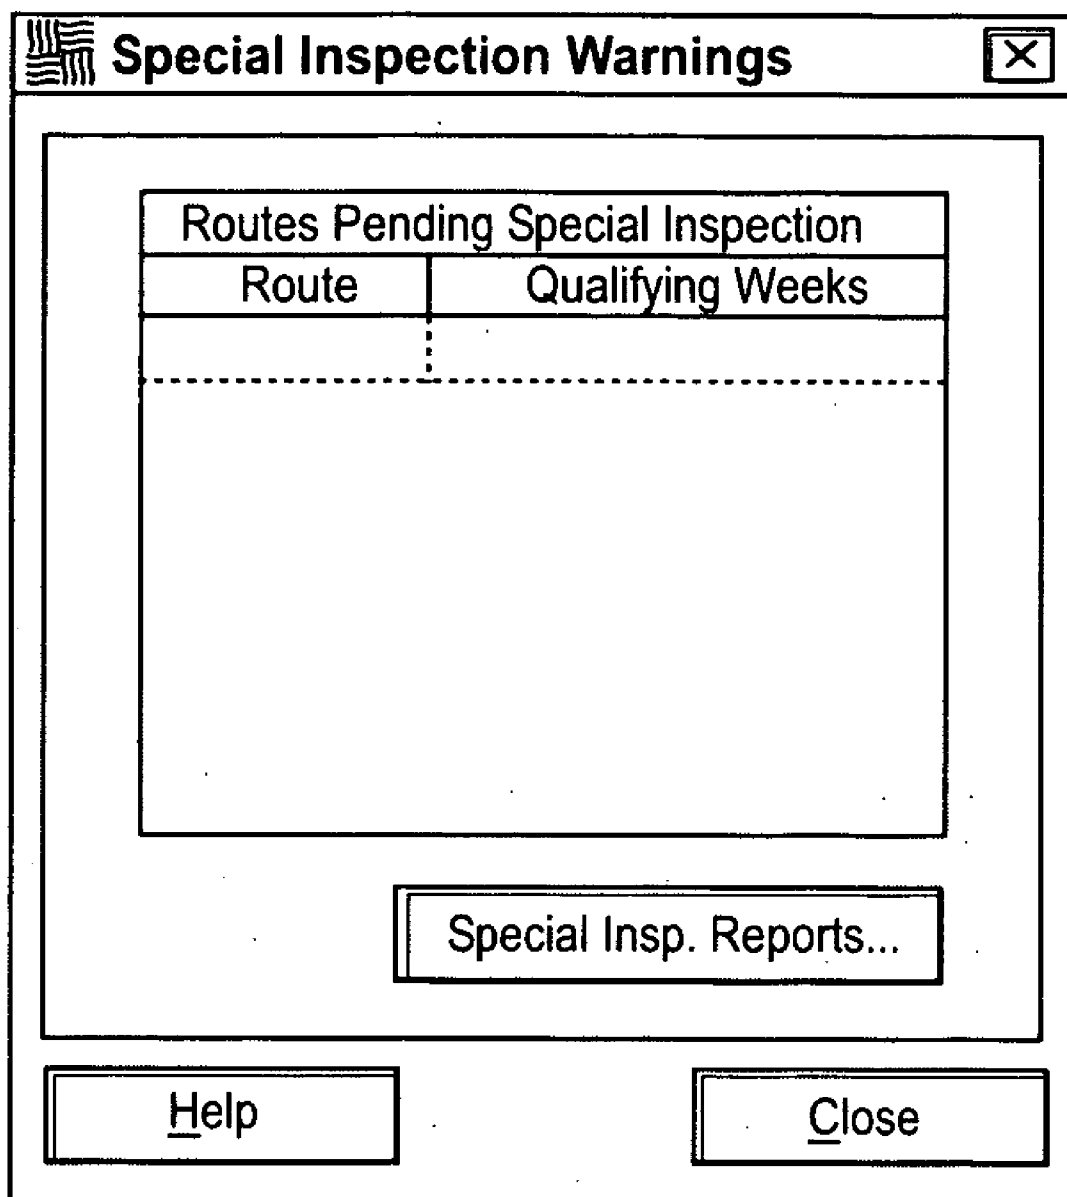 Special Inspection Warnings
Routes Pending Special Inspection
Route Qualifying Weeks
Special Insp. Reports...
Help Close